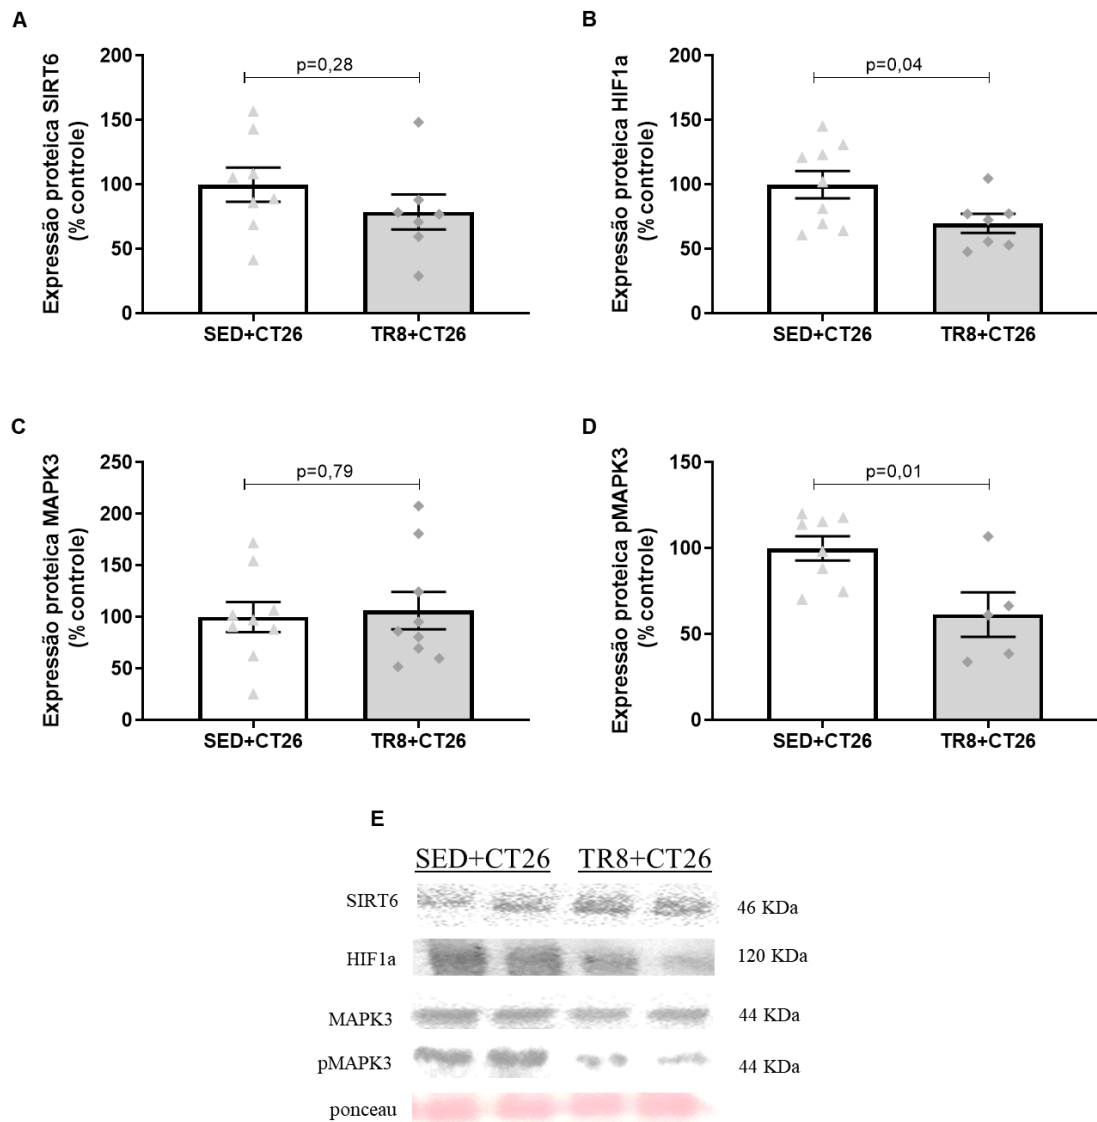 A
Expressão proteica SIRT6
(% controle)
200
150
100
50
0
p=0,28
SED+CT26
TR8+CT26
B
Expressão proteica HIF1a
(% controle)
200
150
100
50
0
p=0,04
SED+CT26
TR8+CT26
C
Expressão proteica MAPK3
(% controle)
250
200
150
100
50
0
p=0,79
SED+CT26
TR8+CT26
D
Expressão proteica pMAPK3
(% controle)
150
100
50
0
p=0,01
SED+CT26
TR8+CT26
E
SED+CT26 TR8+CT26
SIRT6 46 KDa
HIF1a 120 KDa
MAPK3 44 KDa
pMAPK3 44 KDa
ponceau